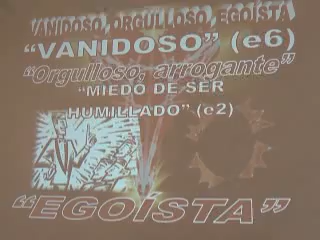 VANIDOSO, ORGULLOSO, EGOÍSTA
“VANIDOSO” (e6)
“Orgulloso, arrogante”
“MIEDO DE SER
HUMILLADO” (e2)
“EGOÍSTA”